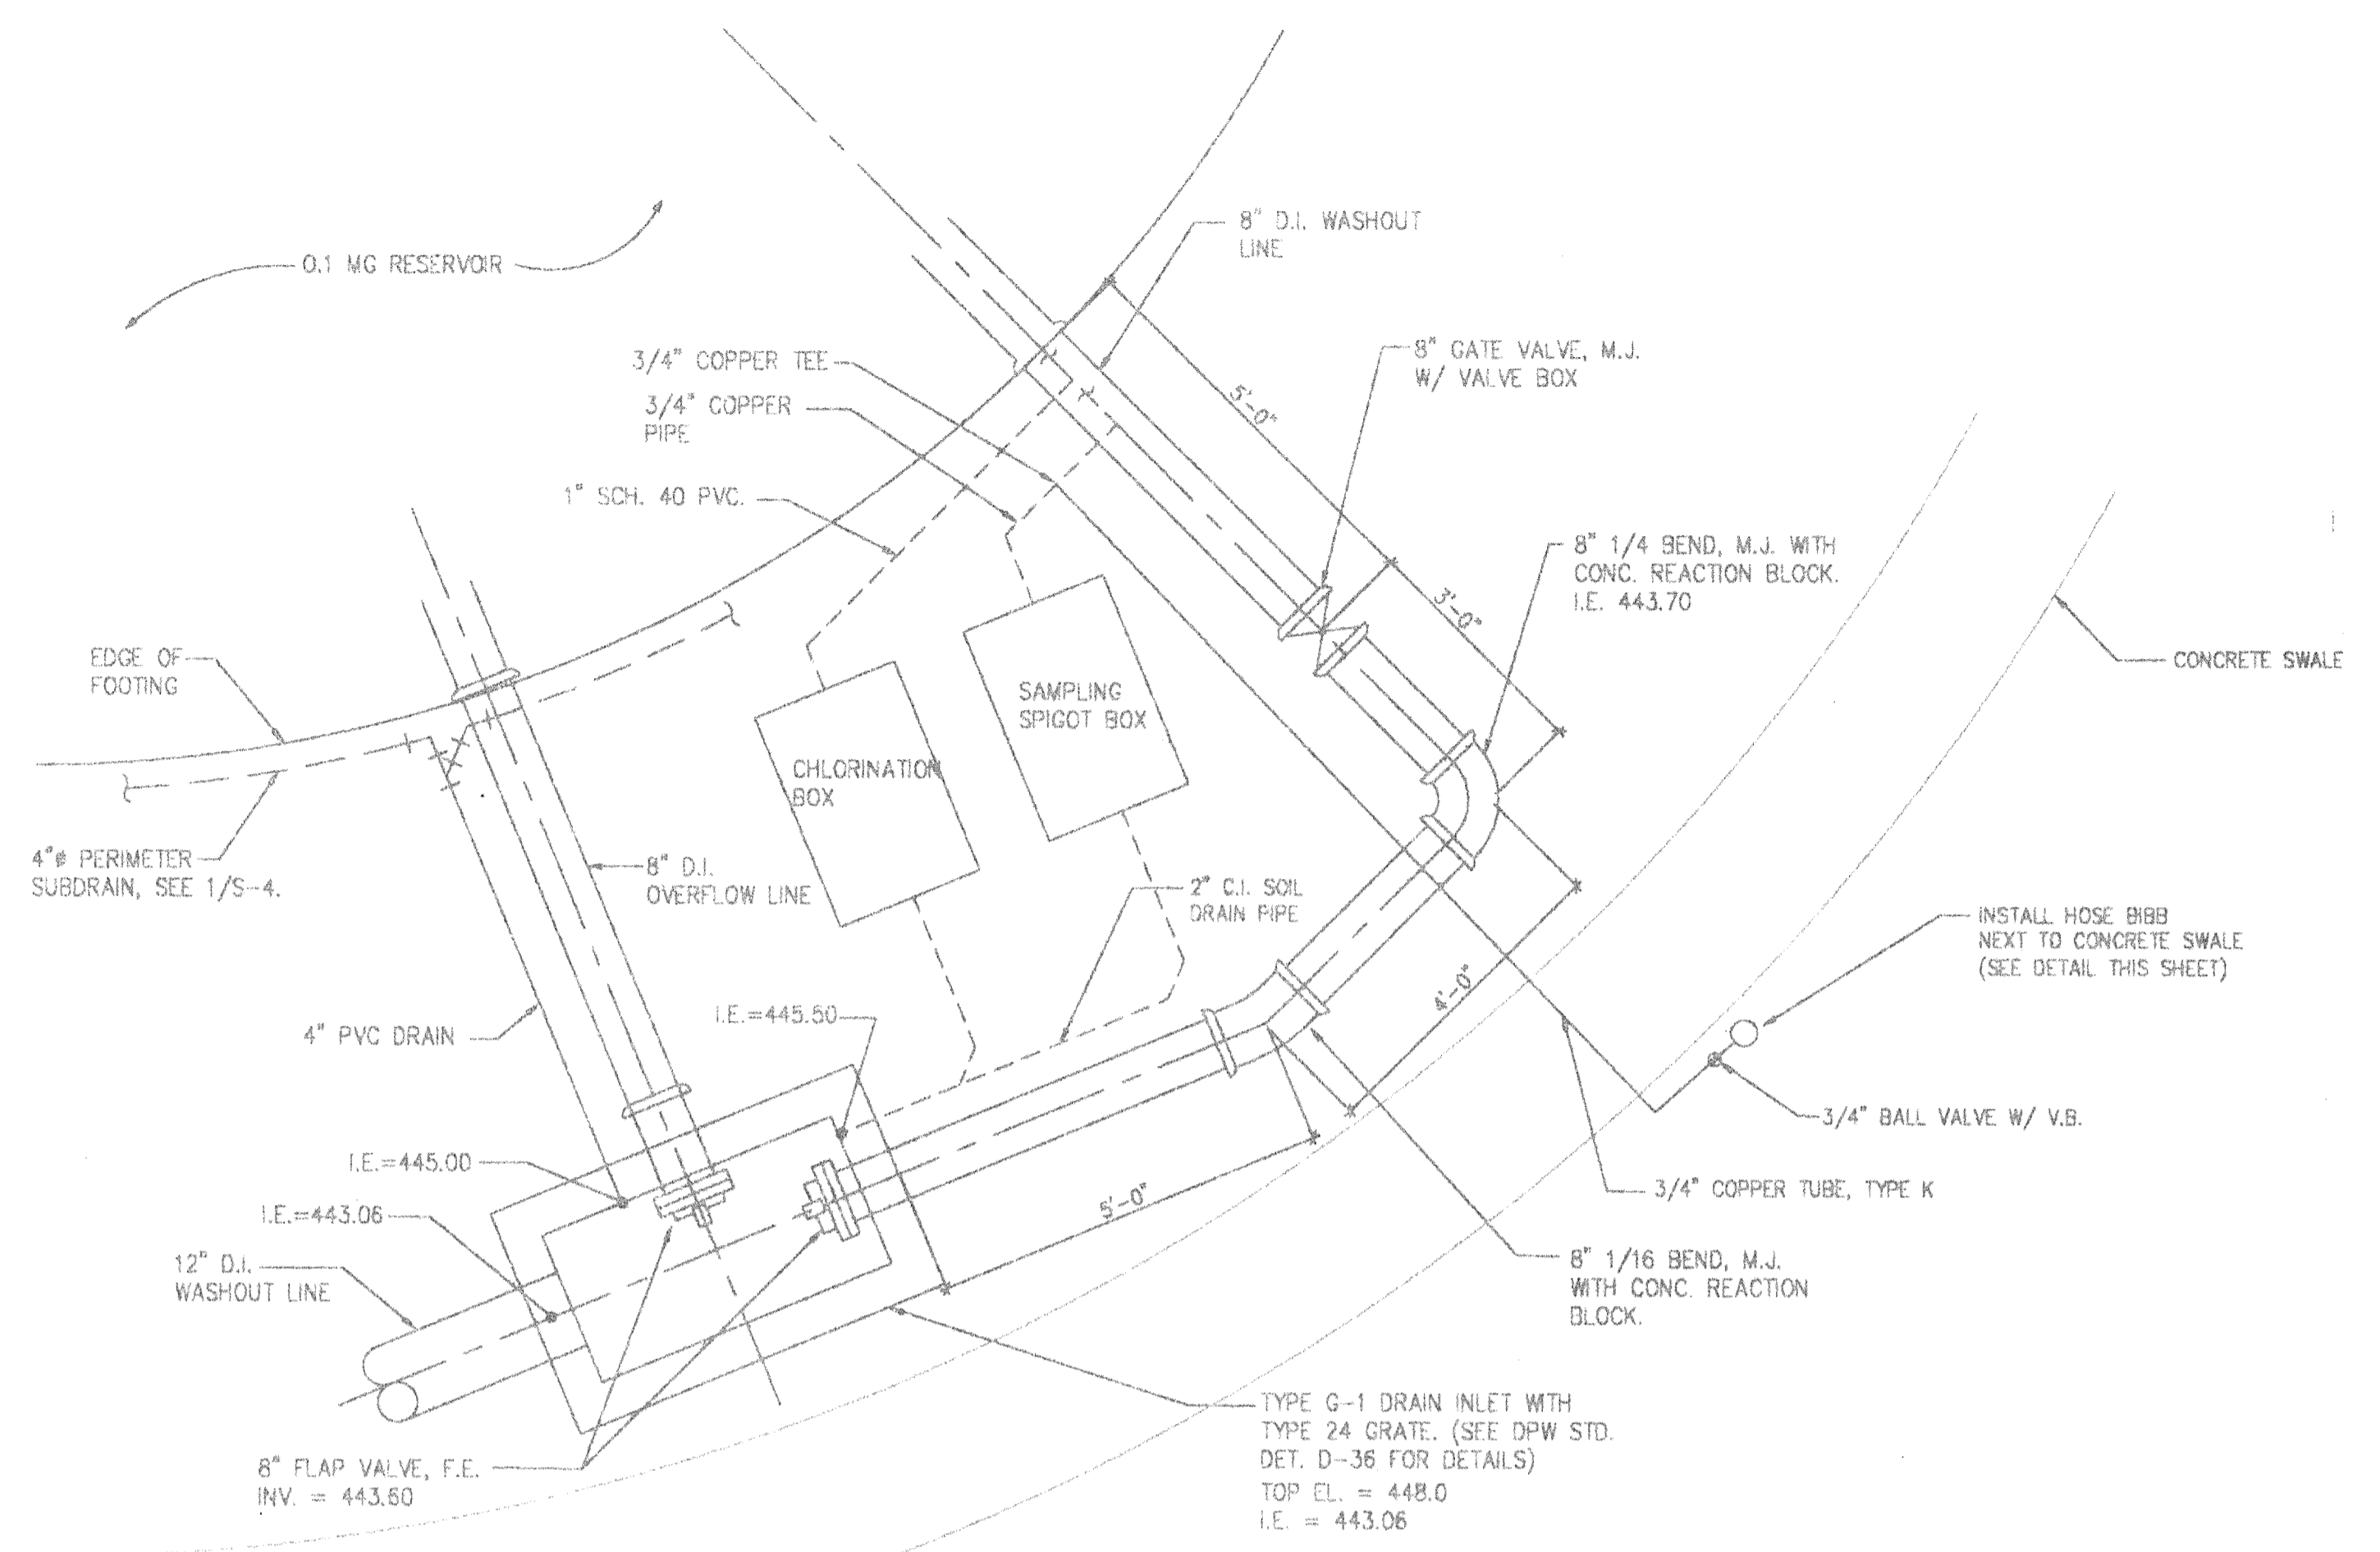 8" D.I. WASHOUT
LINE
0.1 MG RESERVOIR
3/4" COPPER TEE
3/4" COPPER
PIPE
8" GATE VALVE, M.J.
W/ VALVE BOX
5'-0"
1" SCH. 40 PVC.
8" 1/4 BEND, M.J. WITH
CONC. REACTION BLOCK.
I.E. 443.70
3'-0"
EDGE OF
FOOTING
CONCRETE SWALE
SAMPLING
SPIGOT BOX
CHLORINATION
BOX
4"ø PERIMETER
SUBDRAIN, SEE 1/S-4.
8" D.I.
OVERFLOW LINE
2" C.I. SOIL
DRAIN PIPE
INSTALL HOSE BIBB
NEXT TO CONCRETE SWALE
(SEE DETAIL THIS SHEET)
4'-0"
I.E.=445.50
4" PVC DRAIN
3/4" BALL VALVE W/ V.B.
I.E.=445.00
3/4" COPPER TUBE, TYPE K
5'-0"
I.E.=443.06
12" D.I.
WASHOUT LINE
8" 1/16 BEND, M.J.
WITH CONC. REACTION
BLOCK.
TYPE G-1 DRAIN INLET WITH
TYPE 24 GRATE. (SEE DPW STD.
DET. D-36 FOR DETAILS)
TOP EL. = 448.0
I.E. = 443.06
8" FLAP VALVE, F.E.
INV. = 443.60